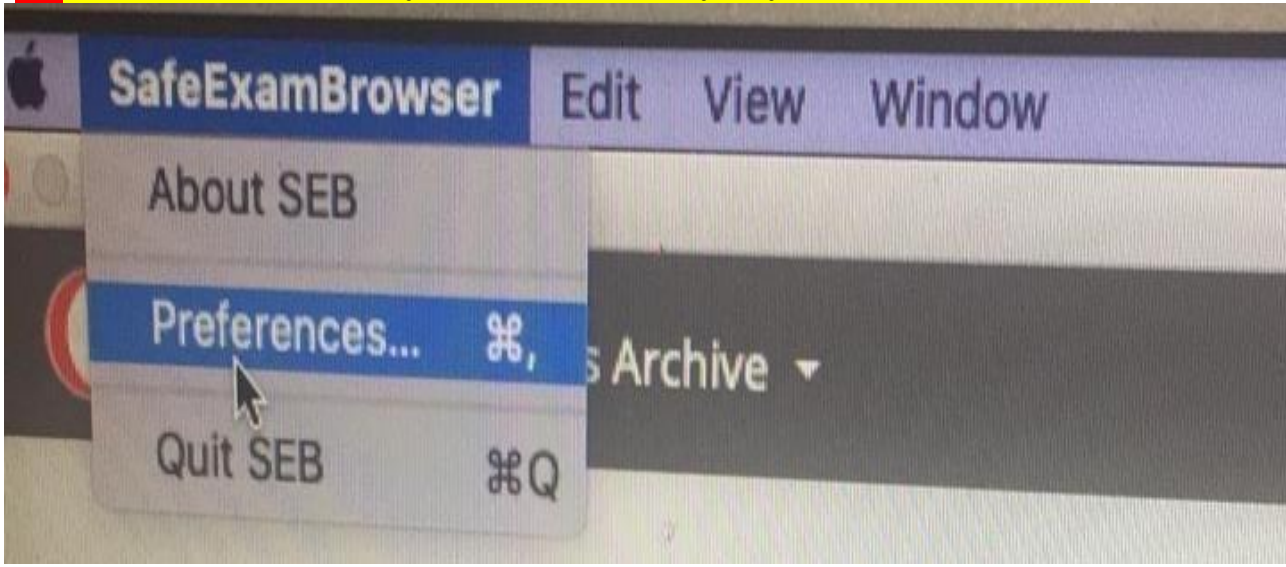 SafeExamBrowser Edit View Window
About SEB
Preferences... ⌘,
s Archive
Quit SEB ⌘Q